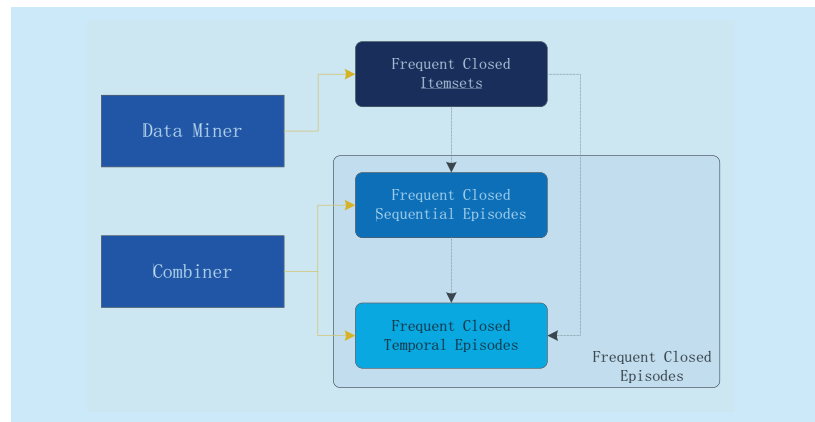 Frequent Closed
Itemsets
Data Miner
Frequent Closed
Sequential Episodes
Combiner
Frequent Closed
Temporal Episodes
Frequent Closed
Episodes